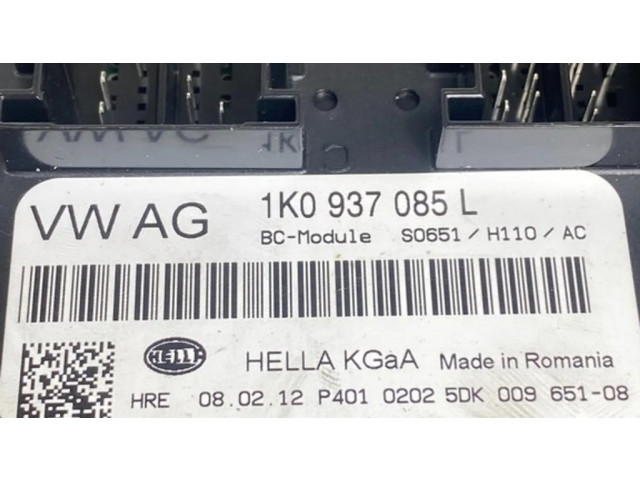 VW AG 1K0 937 085 L
BC-Module S0651 / H110 / AC
HELLA HELLA KGaA Made in Romania
HRE 08.02.12 P401 0202 5DK 009 651-08